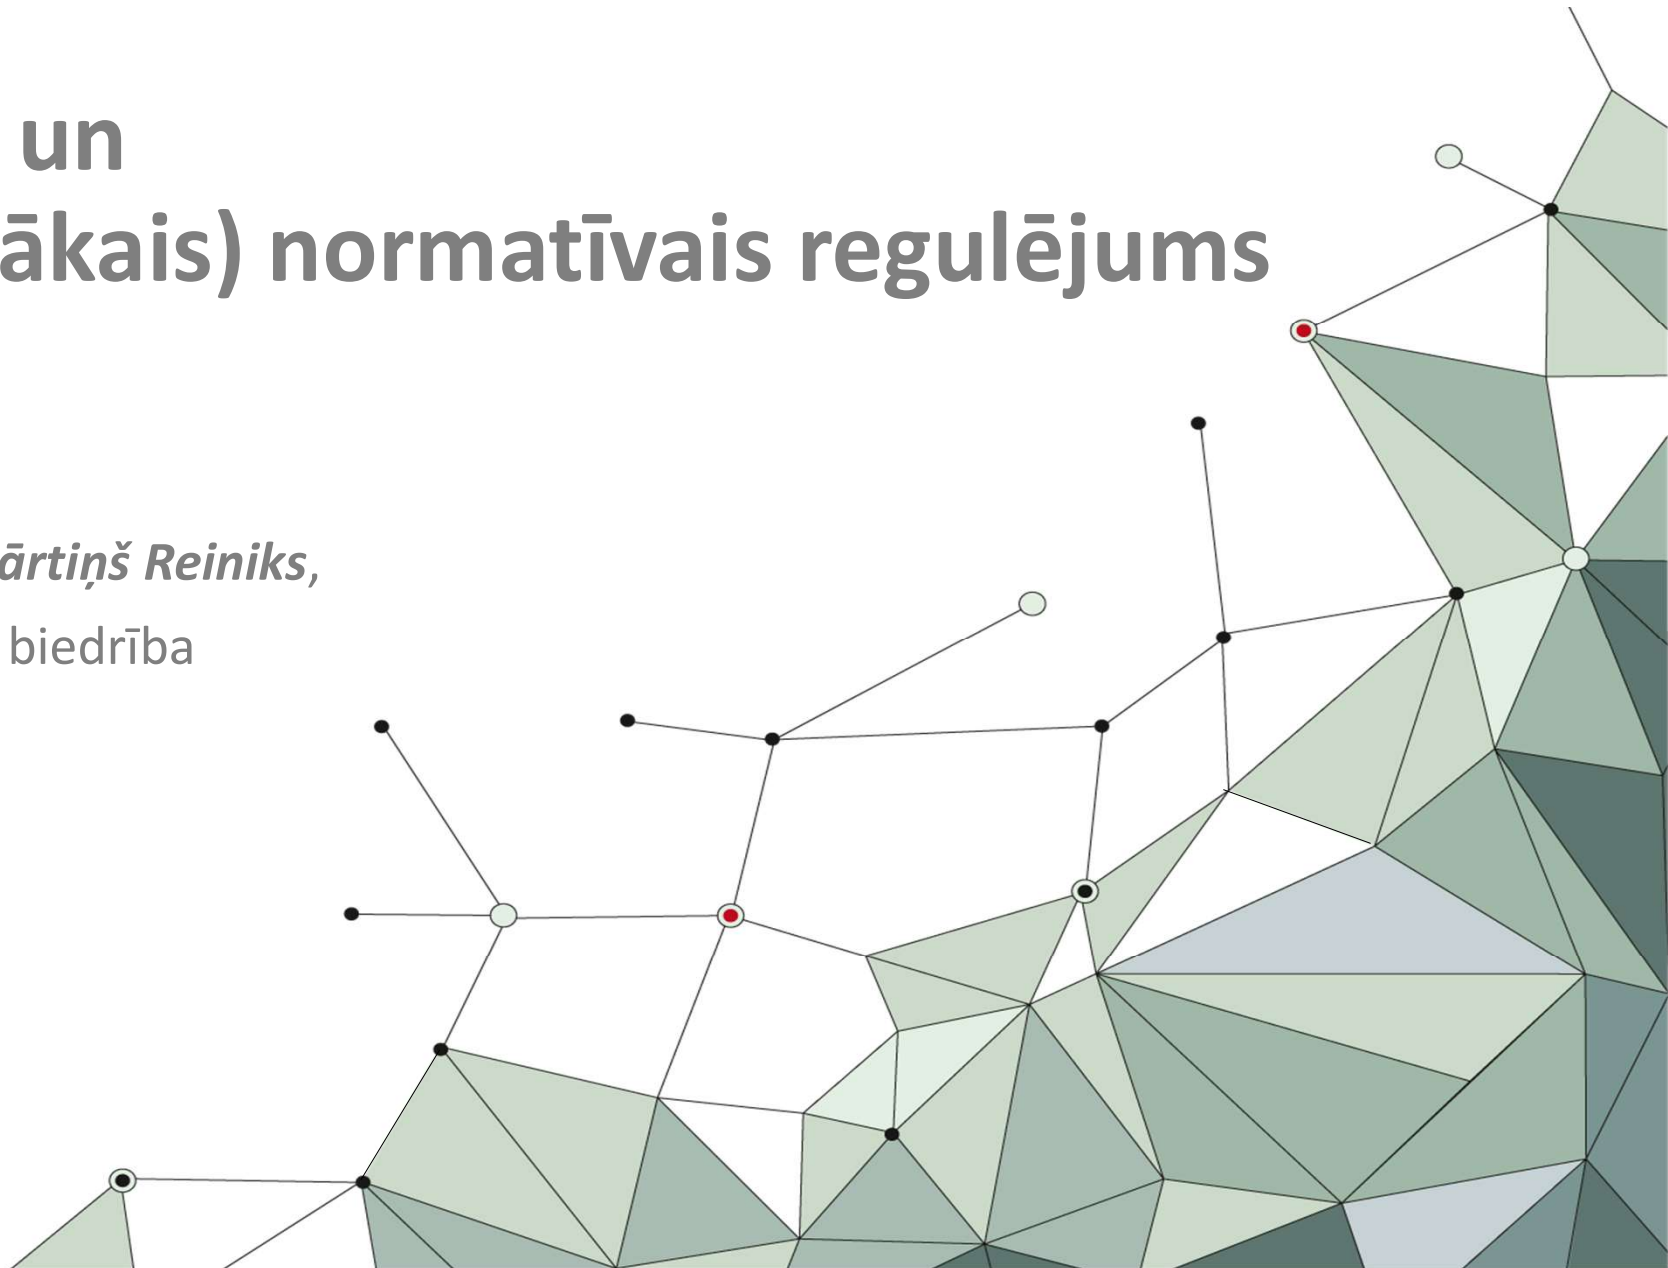 un
ākais) normatīvais regulējums
ārtiņš Reiniks,
biedrība